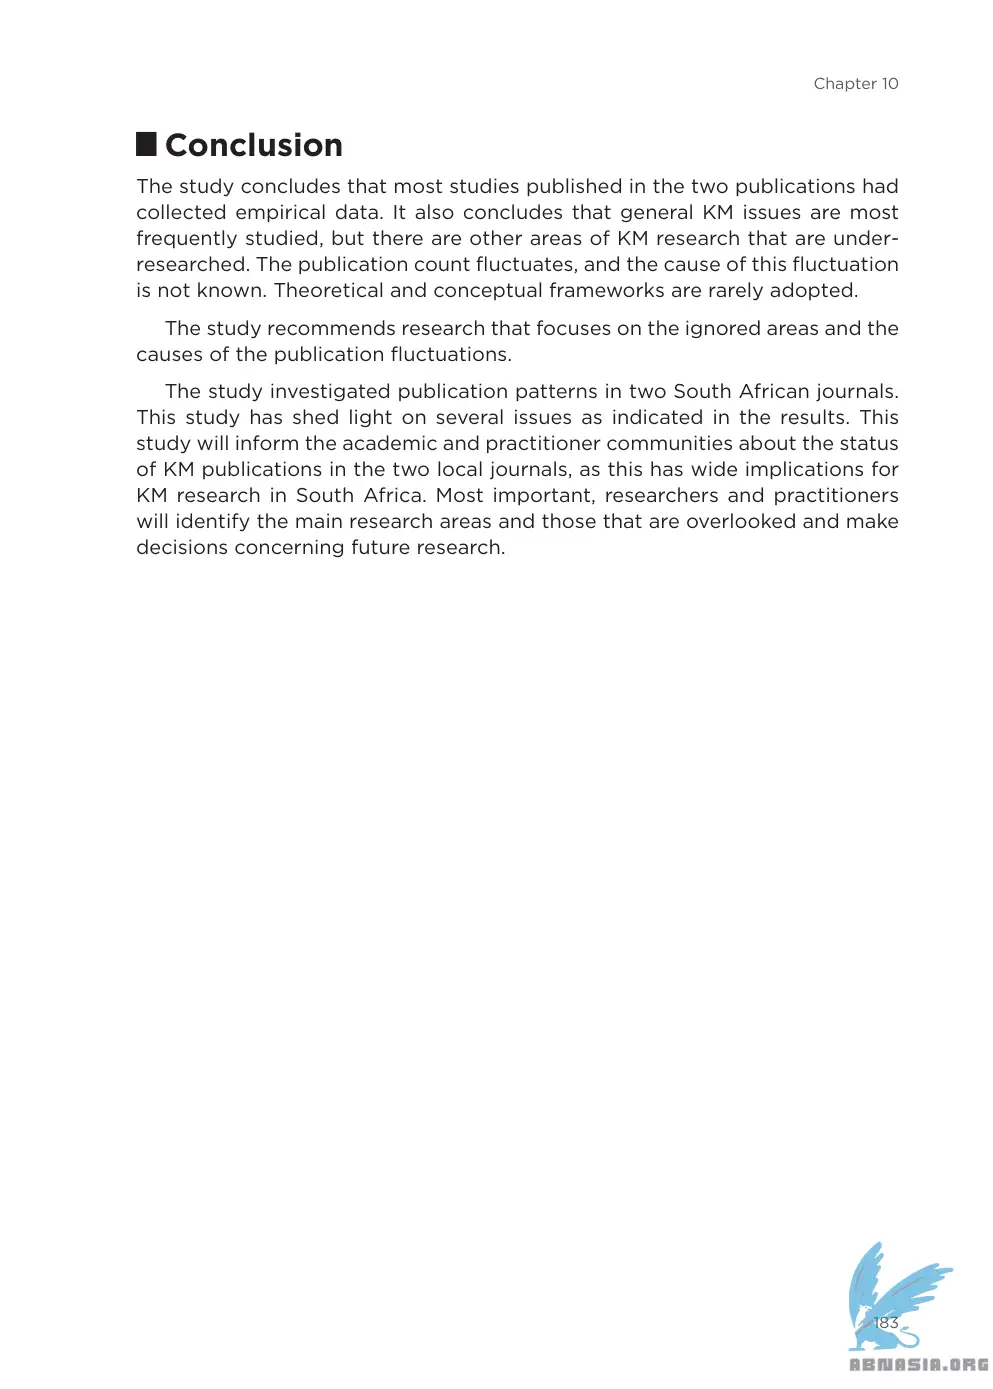 Chapter 10
Conclusion
The study concludes that most studies published in the two publications had
collected empirical data. It also concludes that general KM issues are most
frequently studied, but there are other areas of KM research that are under-
researched. The publication count fluctuates, and the cause of this fluctuation
is not known. Theoretical and conceptual frameworks are rarely adopted.
The study recommends research that focuses on the ignored areas and the
causes of the publication fluctuations.
The study investigated publication patterns in two South African journals.
This study has shed light on several issues as indicated in the results. This
study will inform the academic and practitioner communities about the status
of KM publications in the two local journals, as this has wide implications for
KM research in South Africa. Most important, researchers and practitioners
will identify the main research areas and those that are overlooked and make
decisions concerning future research.
183
ABNASIA.ORG